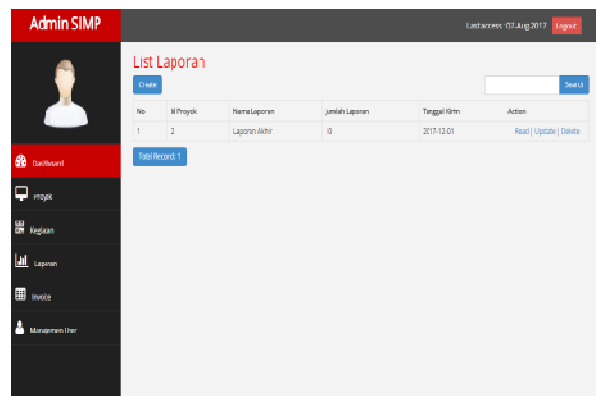 Admin SIMP
Last access : 07 Aug 2017 Logout
List Laporan
Create
Search
No Id Proyek Nama Laporan Jumlah Laporan Tanggal Kirim Action
1 2 Laporan Akhir 10 2017-12-01 Read | Update | Delete
Total Record: 1
Dashboard
Proyek
Kegiatan
Laporan
Invoice
Manajemen User